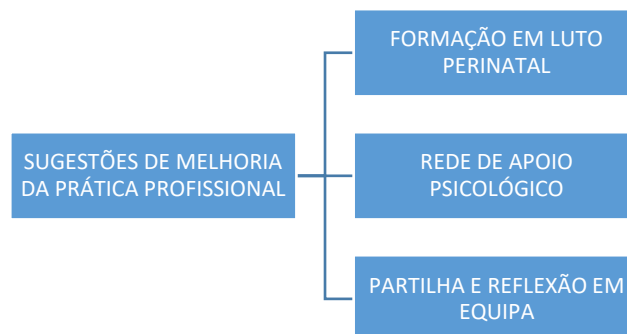 FORMAÇÃO EM LUTO
PERINATAL
SUGESTÕES DE MELHORIA
DA PRÁTICA PROFISSIONAL
REDE DE APOIO
PSICOLÓGICO
PARTILHA E REFLEXÃO EM
EQUIPA